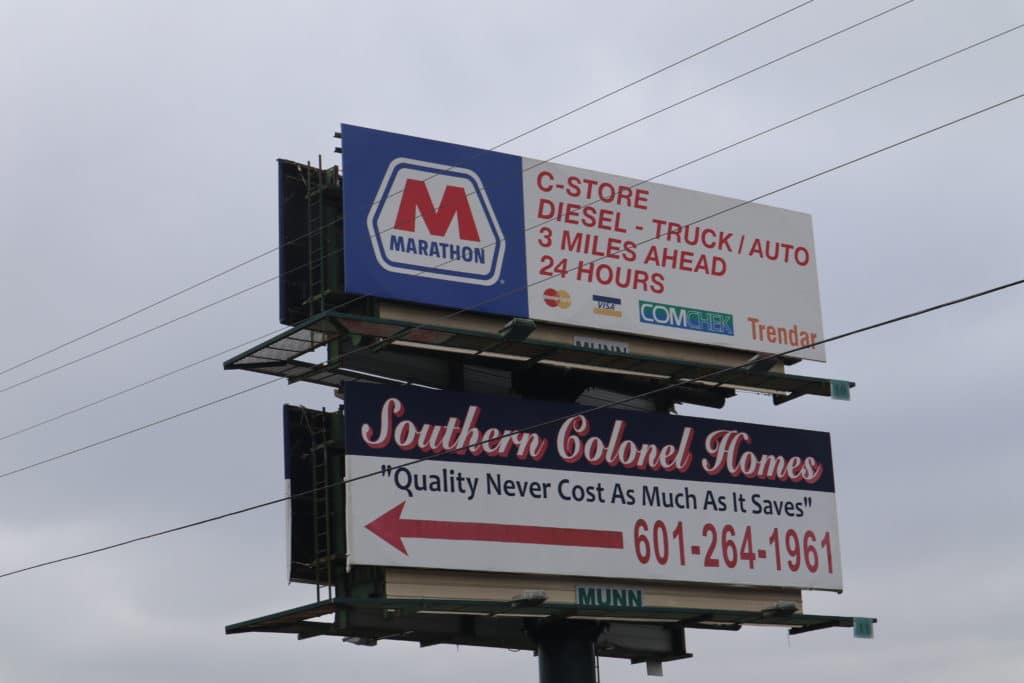 M
MARATHON
C-STORE
DIESEL - TRUCK / AUTO
3 MILES AHEAD
24 HOURS
VISA
COMCHEK
Trendar
MUNN
Southern Colonel Homes
"Quality Never Cost As Much As It Saves"
601-264-1961
MUNN